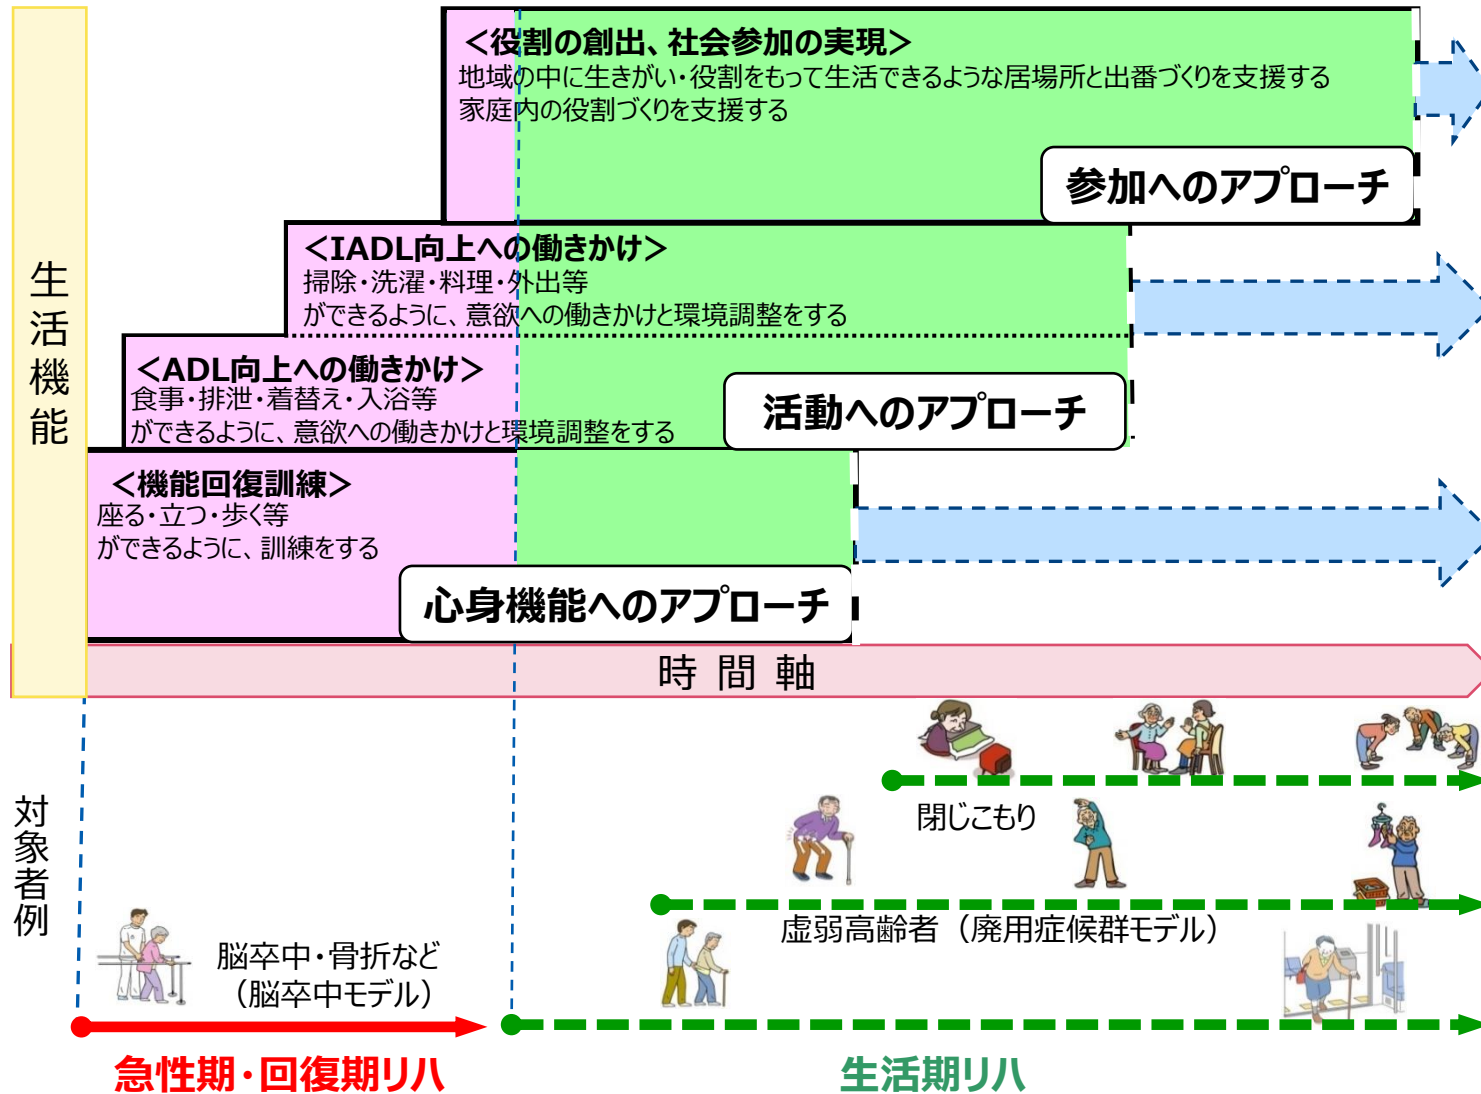 生活機能
＜役割の創出、社会参加の実現＞
地域の中に生きがい・役割をもって生活できるような居場所と出番づくりを支援する
家庭内の役割づくりを支援する
参加へのアプローチ
＜IADL向上への働きかけ＞
掃除・洗濯・料理・外出等
ができるように、意欲への働きかけと環境調整をする
＜ADL向上への働きかけ＞
食事・排泄・着替え・入浴等
ができるように、意欲への働きかけと環境調整をする
活動へのアプローチ
＜機能回復訓練＞
座る・立つ・歩く等
ができるように、訓練をする
心身機能へのアプローチ
時間軸
対象者例
閉じこもり
虚弱高齢者（廃用症候群モデル）
脳卒中・骨折など
（脳卒中モデル）
急性期・回復期リハ
生活期リハ